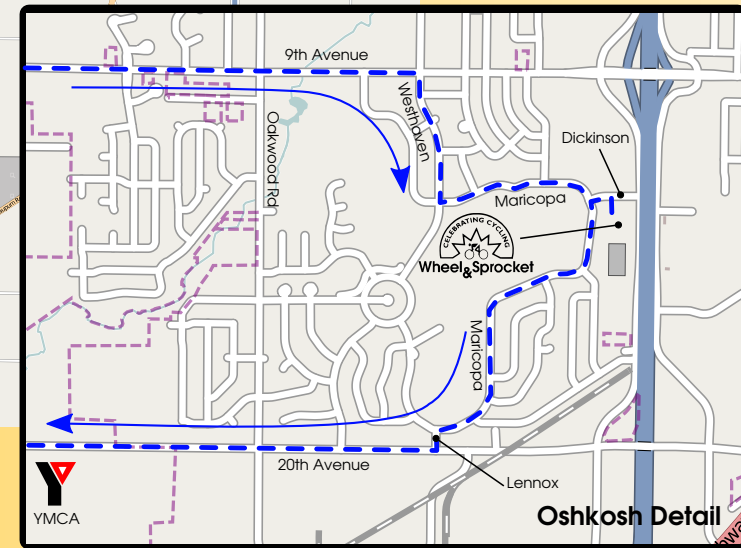 9th Avenue
Westhaven
Oakwood Rd
Dickinson
Maricopa
CELEBRATING CYCLING
Wheel&Sprocket
Maricopa
20th Avenue
Lennox
YMCA
Oshkosh Detail